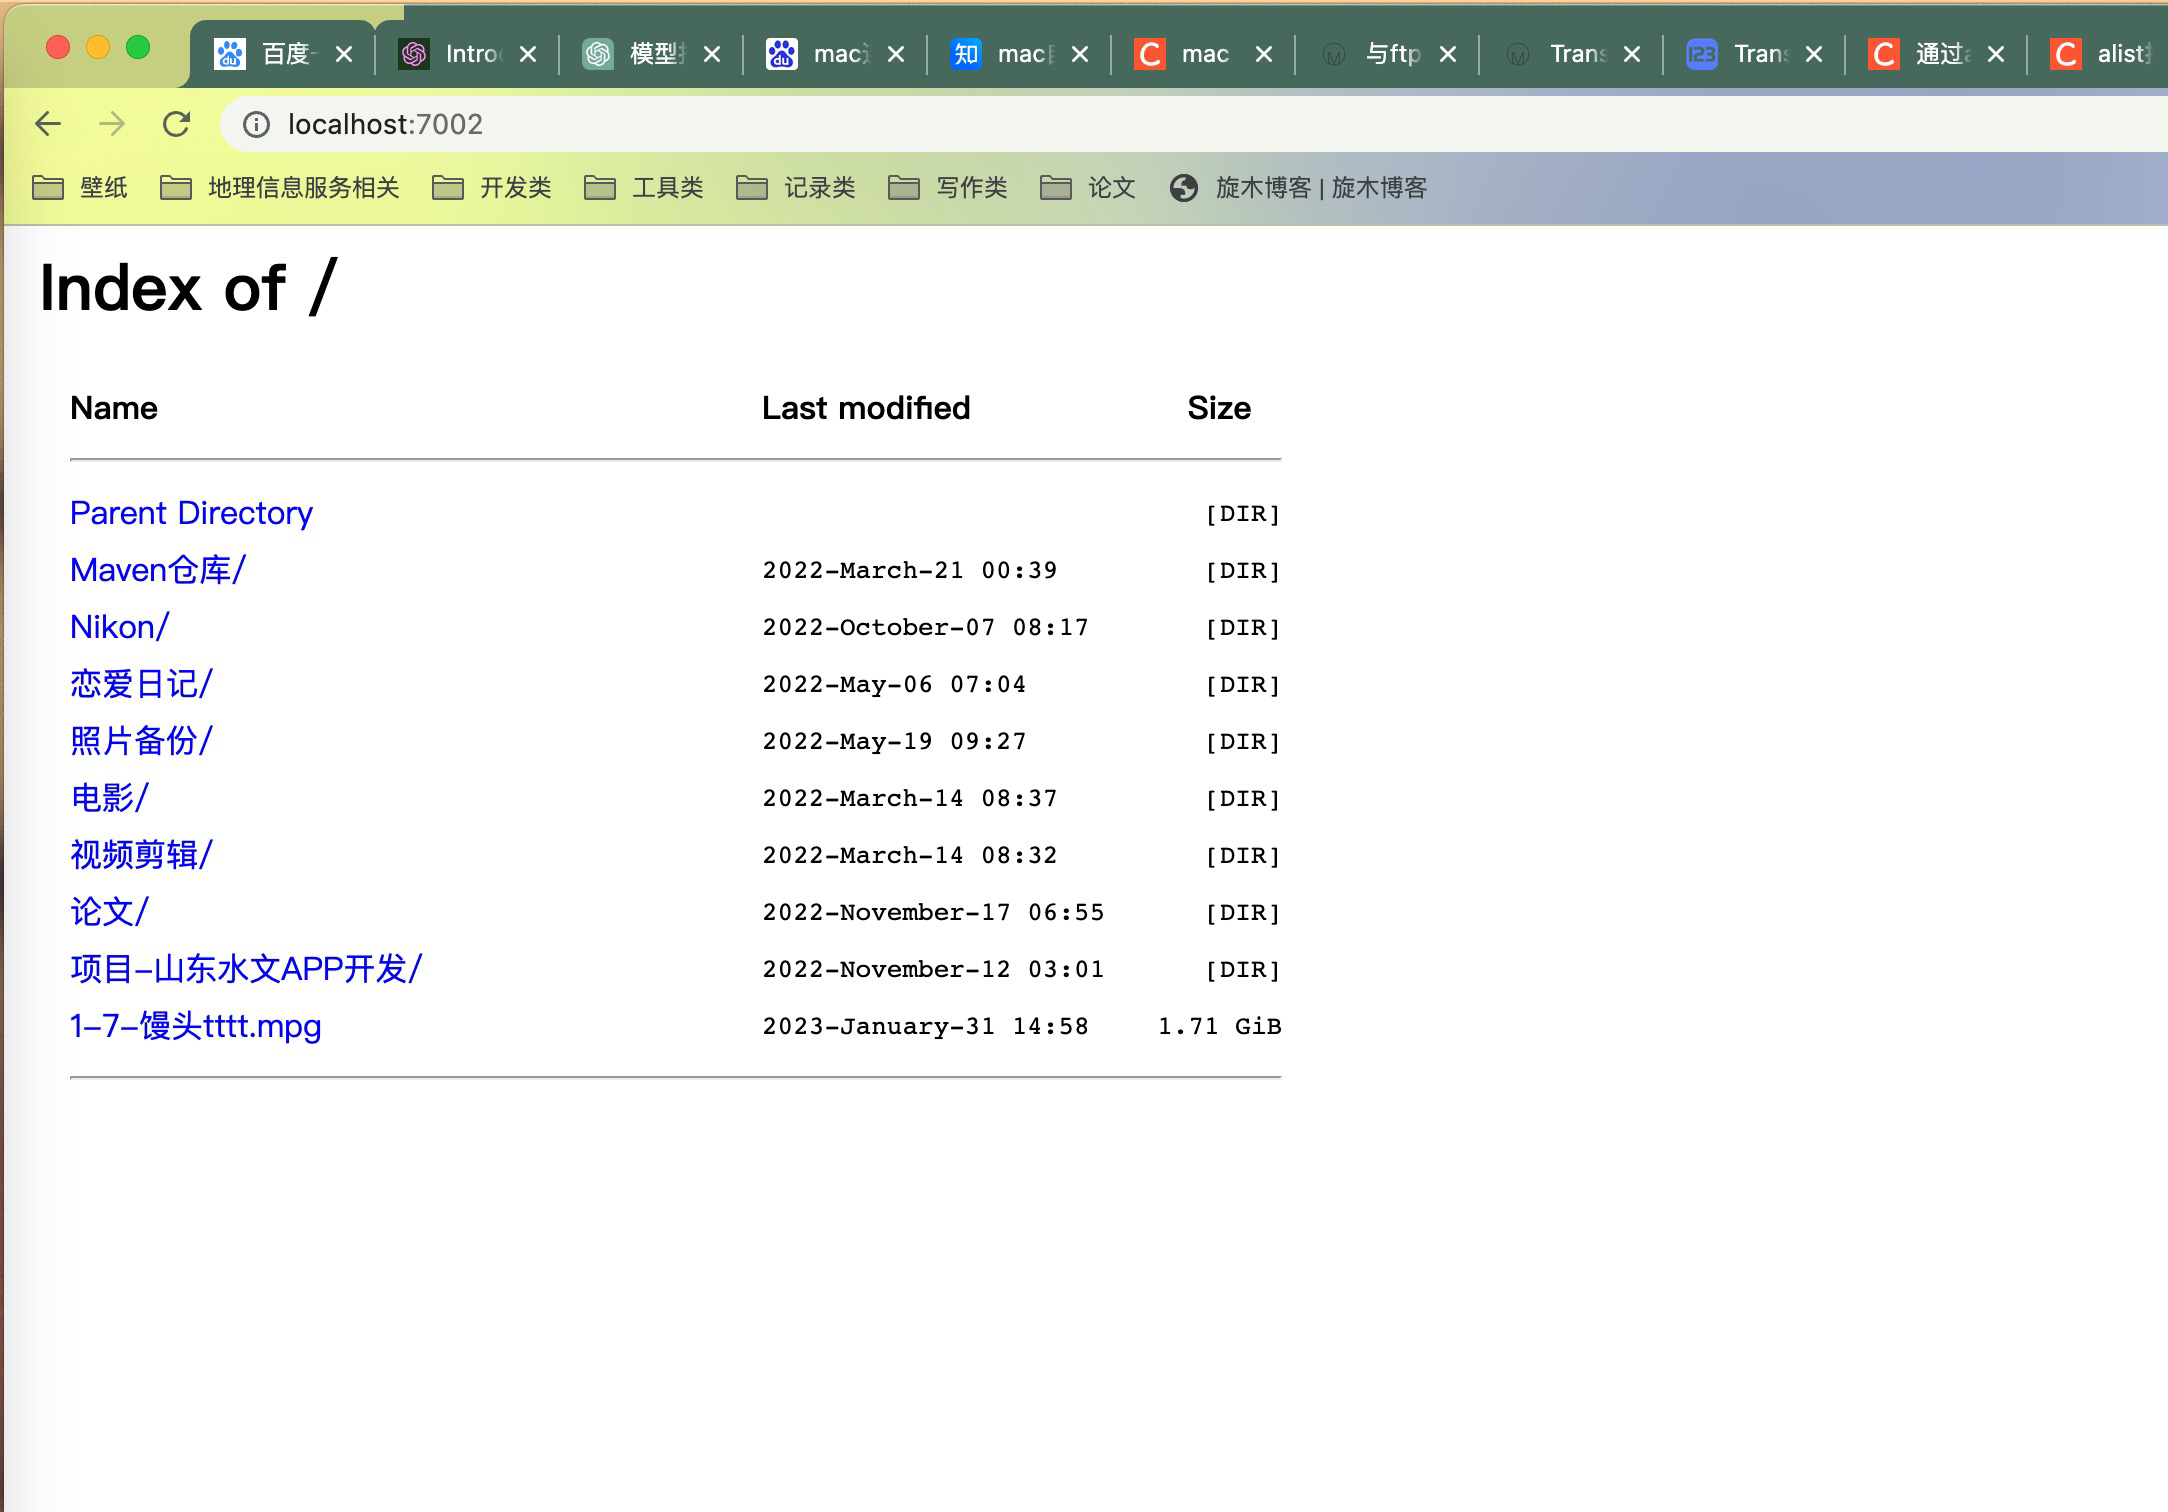 百度一 Intro 模型 mac mac mac 与ftp Trans Trans 通过a alist
localhost:7002
壁纸 地理信息服务相关 开发类 工具类 记录类 写作类 论文 旋木博客 | 旋木博客
Index of /
Name Last modified Size
Parent Directory [DIR]
Maven仓库/ 2022-March-21 00:39 [DIR]
Nikon/ 2022-October-07 08:17 [DIR]
恋爱日记/ 2022-May-06 07:04 [DIR]
照片备份/ 2022-May-19 09:27 [DIR]
电影/ 2022-March-14 08:37 [DIR]
视频剪辑/ 2022-March-14 08:32 [DIR]
论文/ 2022-November-17 06:55 [DIR]
项目-山东水文APP开发/ 2022-November-12 03:01 [DIR]
1-7-馒头tttt.mpg 2023-January-31 14:58 1.71 GiB